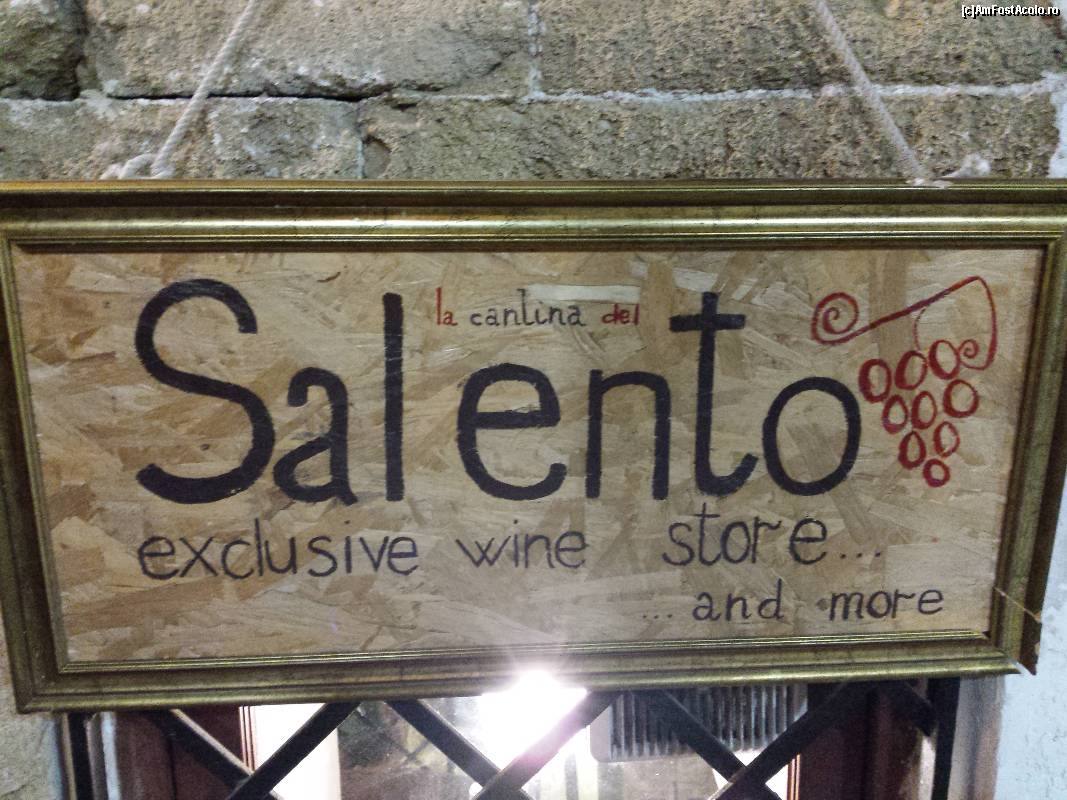 [c]AmFostAcolo.ro
la cantina del
Salento
exclusive wine store...
...and more